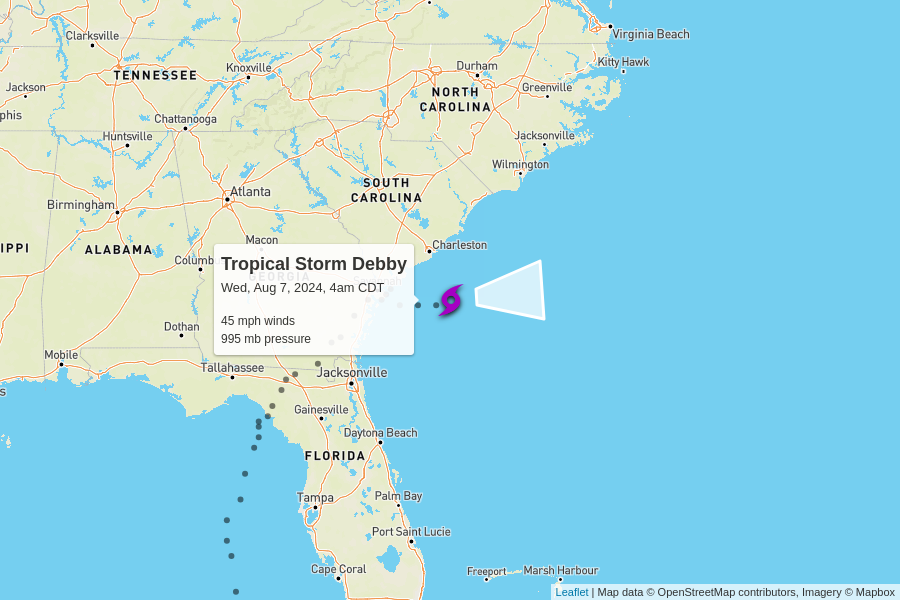 Virginia Beach
Clarksville
Kitty Hawk
Durham
Knoxville
TENNESSEE
Jackson
Greenville
NORTH
CAROLINA
phis
Chattanooga
Huntsville
Jacksonville
Wilmington
SOUTH
CAROLINA
Atlanta
Birmingham
Macon
Charleston
IPPI
ALABAMA
Columb
Tropical Storm Debby
Wed, Aug 7, 2024, 4am CDT
45 mph winds
995 mb pressure
GEORGIA
Dothan
Mobile
Tallahassee
Jacksonville
s
Gainesville
Daytona Beach
FLORIDA
Tampa
Palm Bay
Port Saint Lucie
Cape Coral
Freeport
Marsh Harbour
Leaflet | Map data © OpenStreetMap contributors, Imagery © Mapbox